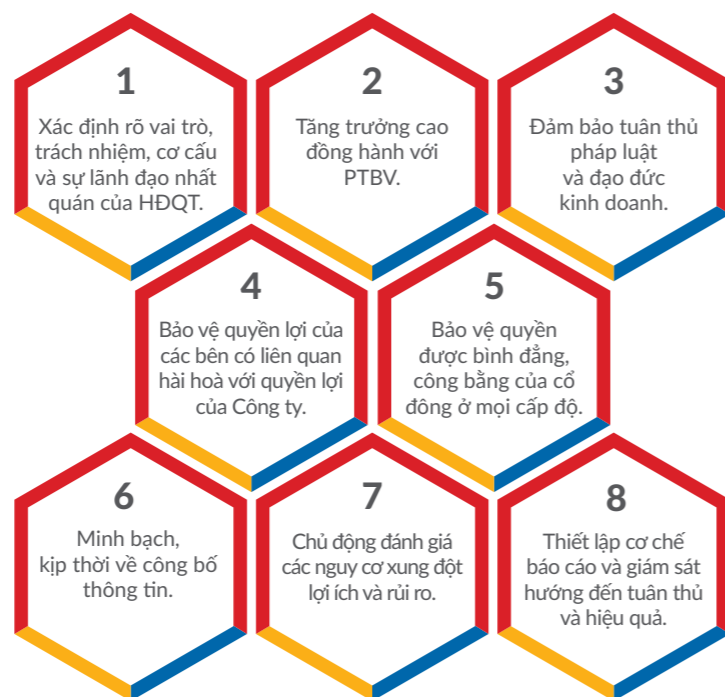 1
Xác định rõ vai trò,
trách nhiệm, cơ cấu
và sự lãnh đạo nhất
quán của HĐQT.
2
Tăng trưởng cao
đồng hành với
PTBV.
3
Đảm bảo tuân thủ
pháp luật
và đạo đức
kinh doanh.
4
Bảo vệ quyền lợi của
các bên có liên quan
hài hoà với quyền lợi
của Công ty.
5
Bảo vệ quyền
được bình đẳng,
công bằng của cổ
đông ở mọi cấp độ.
6
Minh bạch,
kịp thời về công bố
thông tin.
7
Chủ động đánh giá
các nguy cơ xung đột
lợi ích và rủi ro.
8
Thiết lập cơ chế
báo cáo và giám sát
hướng đến tuân thủ
và hiệu quả.